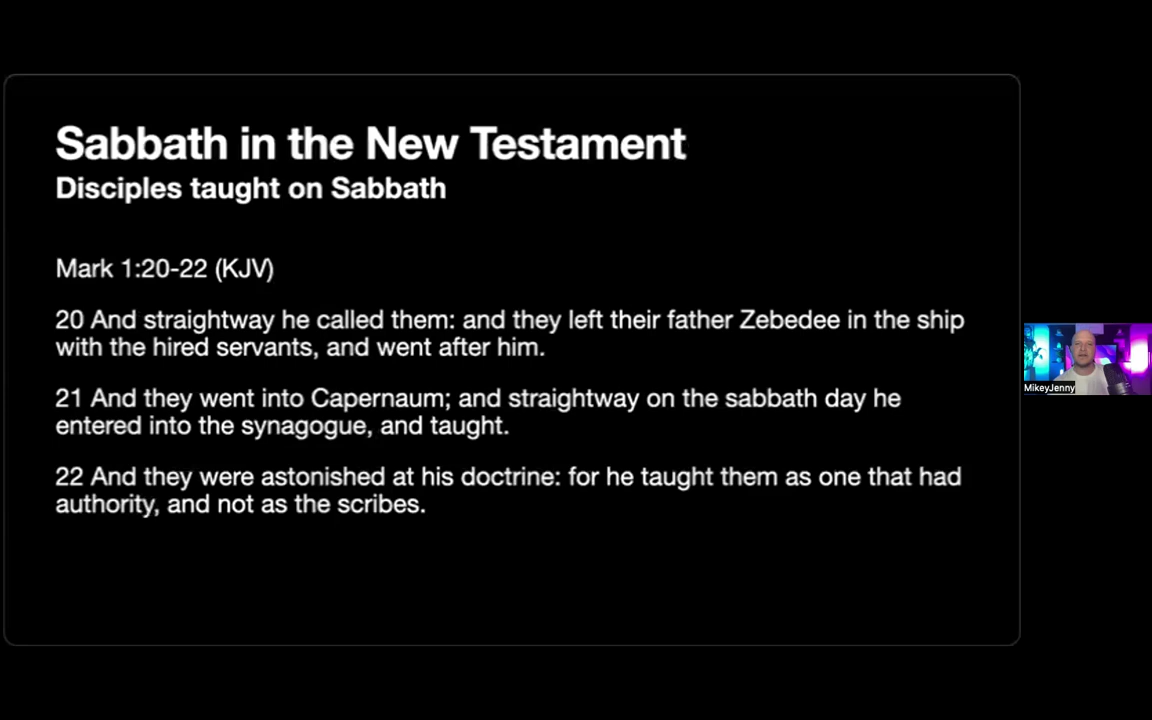 Sabbath in the New Testament
Disciples taught on Sabbath
Mark 1:20-22 (KJV)
20 And straightway he called them: and they left their father Zebedee in the ship
with the hired servants, and went after him.
21 And they went into Capernaum; and straightway on the sabbath day he
entered into the synagogue, and taught.
22 And they were astonished at his doctrine: for he taught them as one that had
authority, and not as the scribes.
MikeyJenny